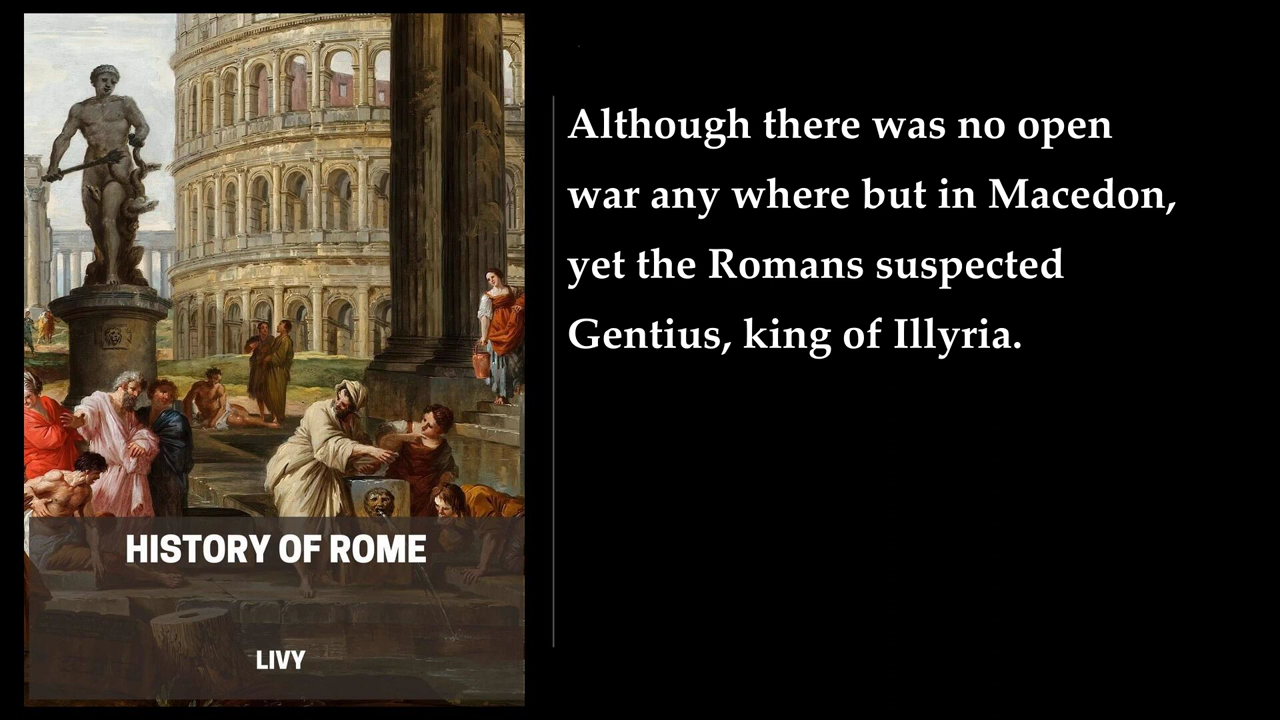 Although there was no open
war any where but in Macedon,
yet the Romans suspected
Gentius, king of Illyria.
HISTORY OF ROME
LIVY